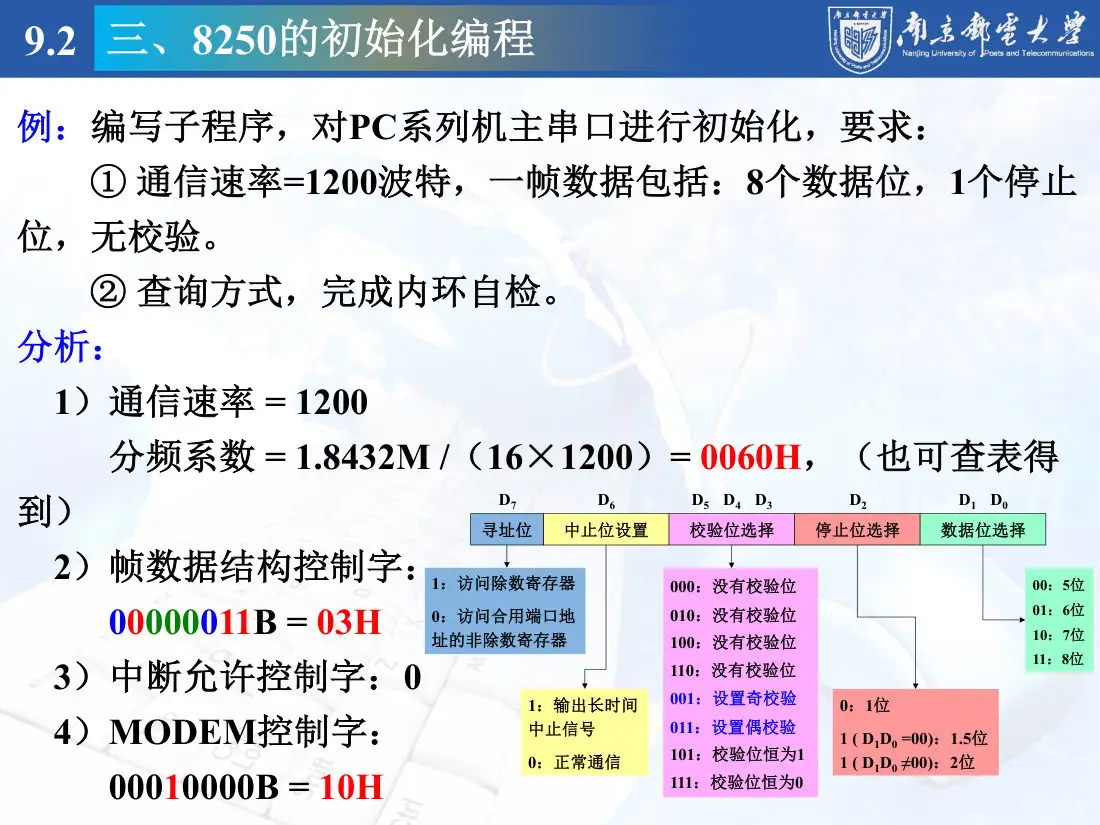 9.2 三、8250的初始化编程
南京邮電大學
Nanjing University of Posts and Telecommunications
例：编写子程序，对PC系列机主串口进行初始化，要求：
① 通信速率=1200波特，一帧数据包括：8个数据位，1个停止
位，无校验。
② 查询方式，完成内环自检。
分析：
1）通信速率 = 1200
分频系数 = 1.8432M /（16×1200）= 0060H，（也可查表得
到）
D7 D6 D5 D4 D3 D2 D1 D0
寻址位 中止位设置 校验位选择 停止位选择 数据位选择
2）帧数据结构控制字：
00000011B = 03H
3）中断允许控制字：0
4）MODEM控制字：
00010000B = 10H
1：访问除数寄存器
0：访问合用端口地
址的非除数寄存器
1：输出长时间
中止信号
0：正常通信
000：没有校验位
010：没有校验位
100：没有校验位
110：没有校验位
001：设置奇校验
011：设置偶校验
101：校验位恒为1
111：校验位恒为0
0：1位
1 ( D1D0 =00)：1.5位
1 ( D1D0 ≠00)：2位
00：5位
01：6位
10：7位
11：8位